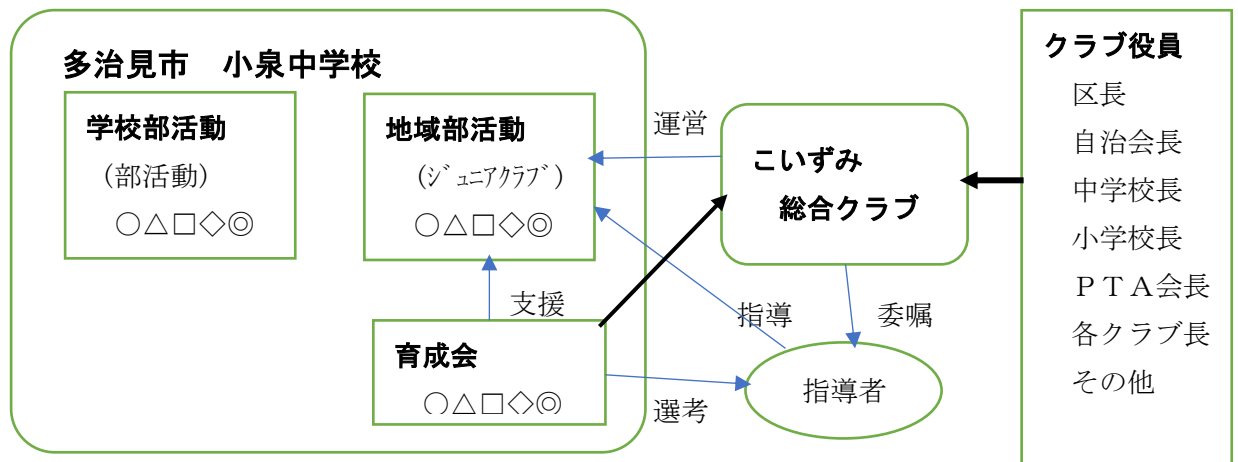 多治見市　小泉中学校
学校部活動
（部活動）
○△□◇◎
地域部活動
（ｼﾞｭﾆｱｸﾗﾌﾞ）
○△□◇◎
支援
育成会
○△□◇◎
運営
こいずみ
総合クラブ
指導
委嘱
選考
指導者
クラブ役員
区長
自治会長
中学校長
小学校長
ＰＴＡ会長
各クラブ長
その他